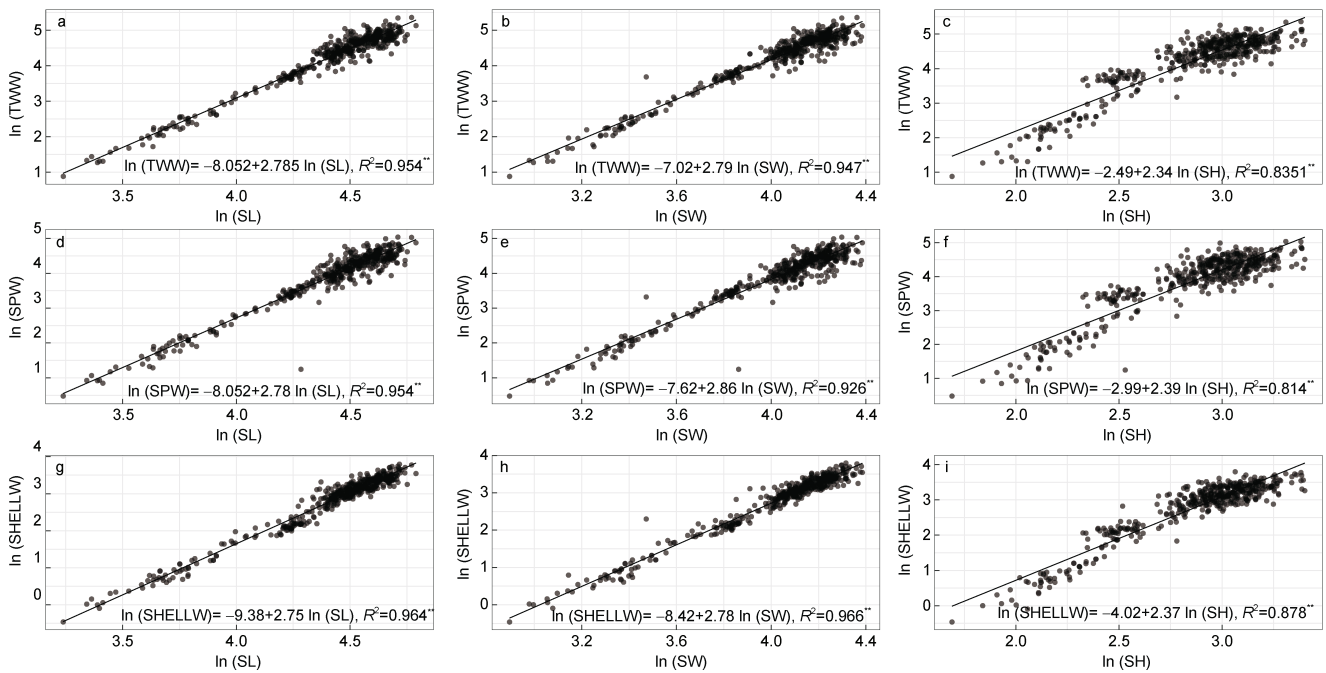 a
ln (TWW)
5
4
3
2
1
ln (TWW)= −8.052+2.785 ln (SL), R²=0.954**
3.5 4.0 4.5
ln (SL)
b
ln (TWW)
5
4
3
2
1
ln (TWW)= −7.02+2.79 ln (SW), R²=0.947**
3.2 3.6 4.0 4.4
ln (SW)
c
ln (TWW)
5
4
3
2
1
ln (TWW)= −2.49+2.34 ln (SH), R²=0.8351**
2.0 2.5 3.0
ln (SH)
d
ln (SPW)
5
4
3
2
1
ln (SPW)= −8.052+2.78 ln (SL), R²=0.954**
3.5 4.0 4.5
ln (SL)
e
ln (SPW)
5
4
3
2
1
ln (SPW)= −7.62+2.86 ln (SW), R²=0.926**
3.2 3.6 4.0 4.4
ln (SW)
f
ln (SPW)
5
4
3
2
1
ln (SPW)= −2.99+2.39 ln (SH), R²=0.814**
2.0 2.5 3.0
ln (SH)
g
ln (SHELLW)
4
3
2
1
0
ln (SHELLW)= −9.38+2.75 ln (SL), R²=0.964**
3.5 4.0 4.5
ln (SL)
h
ln (SHELLW)
4
3
2
1
0
ln (SHELLW)= −8.42+2.78 ln (SW), R²=0.966**
3.2 3.6 4.0 4.4
ln (SW)
i
ln (SHELLW)
4
3
2
1
0
ln (SHELLW)= −4.02+2.37 ln (SH), R²=0.878**
2.0 2.5 3.0
ln (SH)